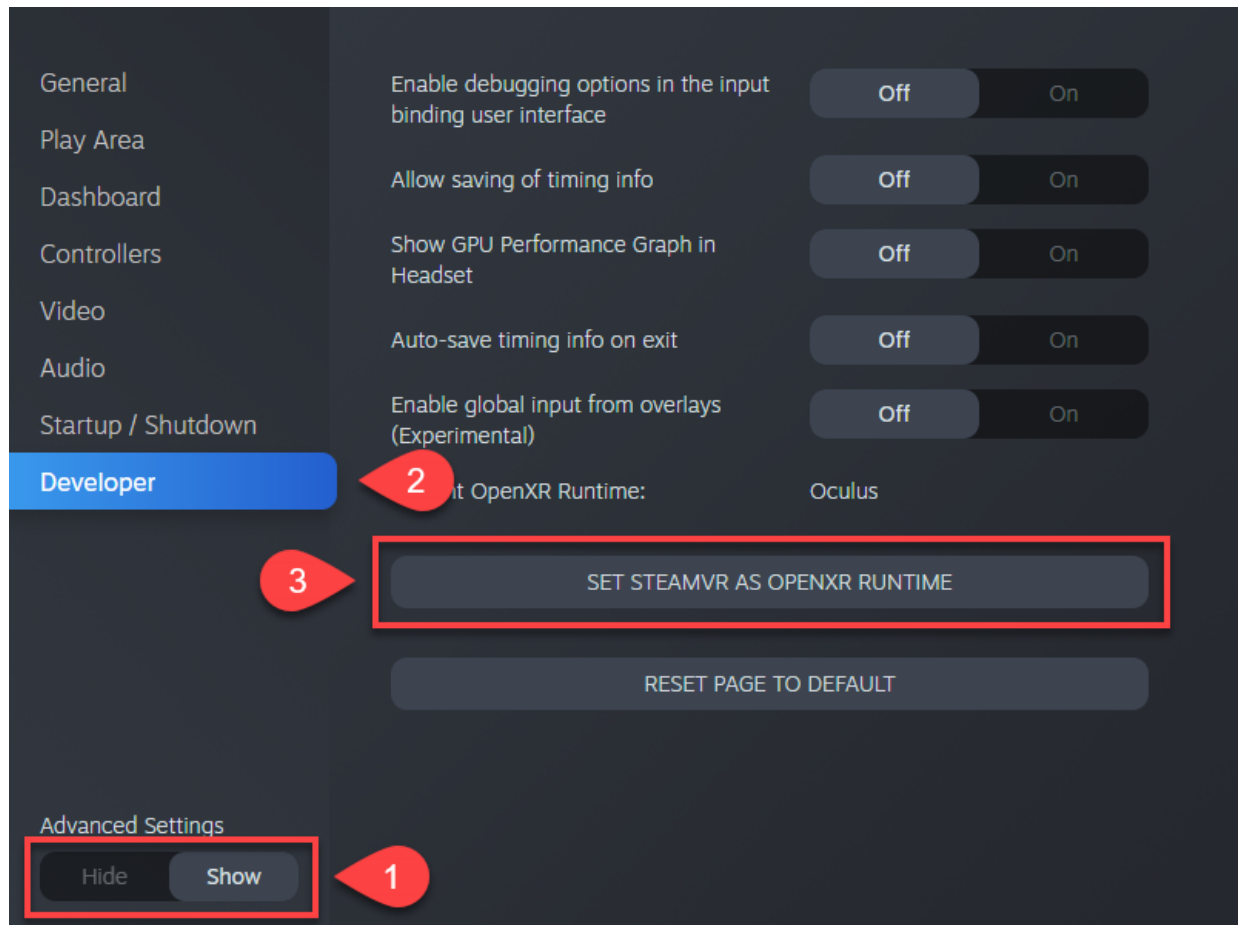 General
Play Area
Dashboard
Controllers
Video
Audio
Startup / Shutdown
Developer
Advanced Settings
Hide Show
1
2
3
Enable debugging options in the input
binding user interface
Off On
Allow saving of timing info
Off On
Show GPU Performance Graph in
Headset
Off On
Auto-save timing info on exit
Off On
Enable global input from overlays
(Experimental)
Off On
OpenXR Runtime: Oculus
SET STEAMVR AS OPENXR RUNTIME
RESET PAGE TO DEFAULT